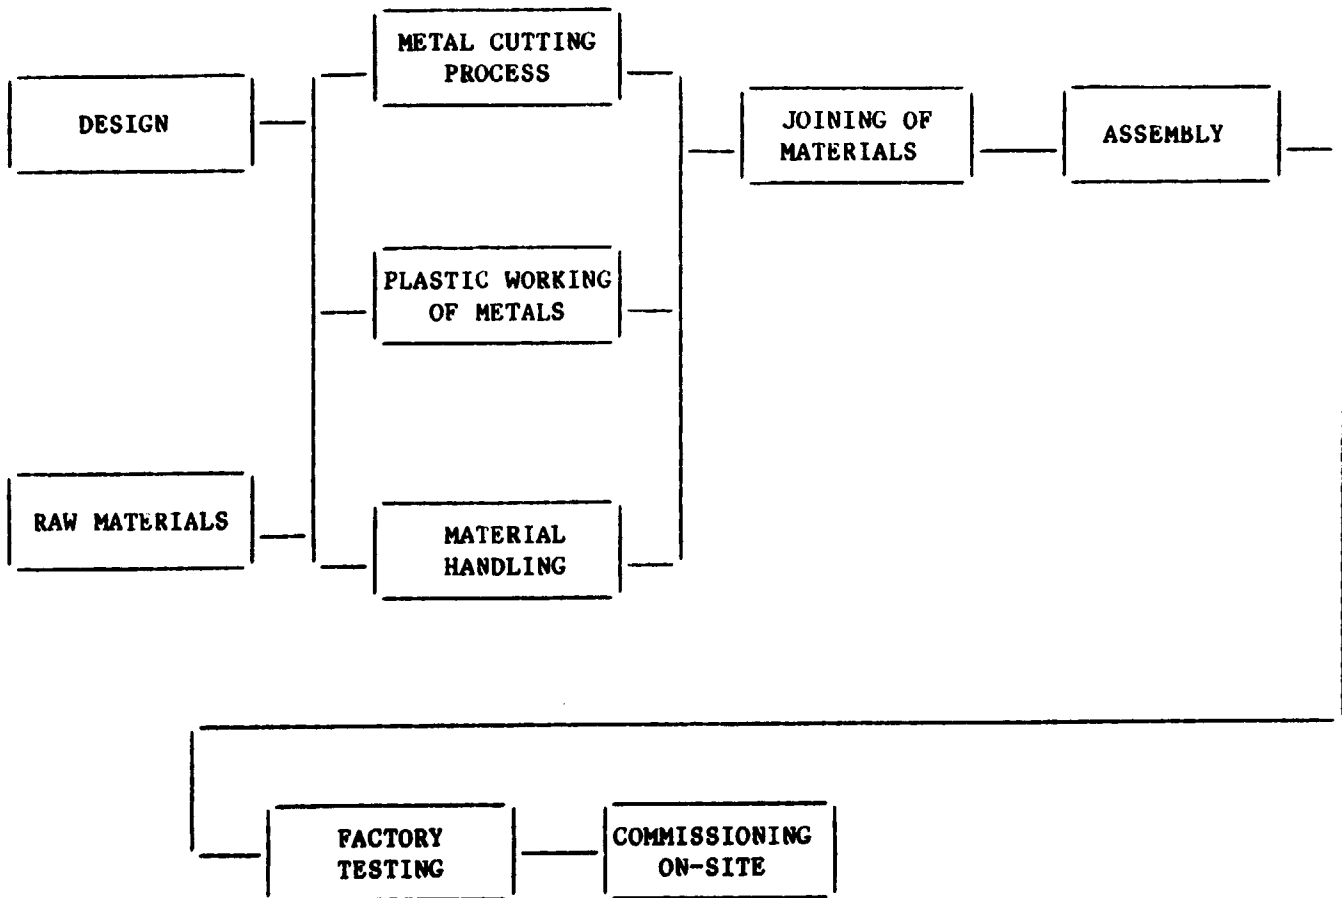 METAL CUTTING
PROCESS
DESIGN
JOINING OF
MATERIALS
ASSEMBLY
PLASTIC WORKING
OF METALS
RAW MATERIALS
MATERIAL
HANDLING
FACTORY
TESTING
COMMISSIONING
ON-SITE